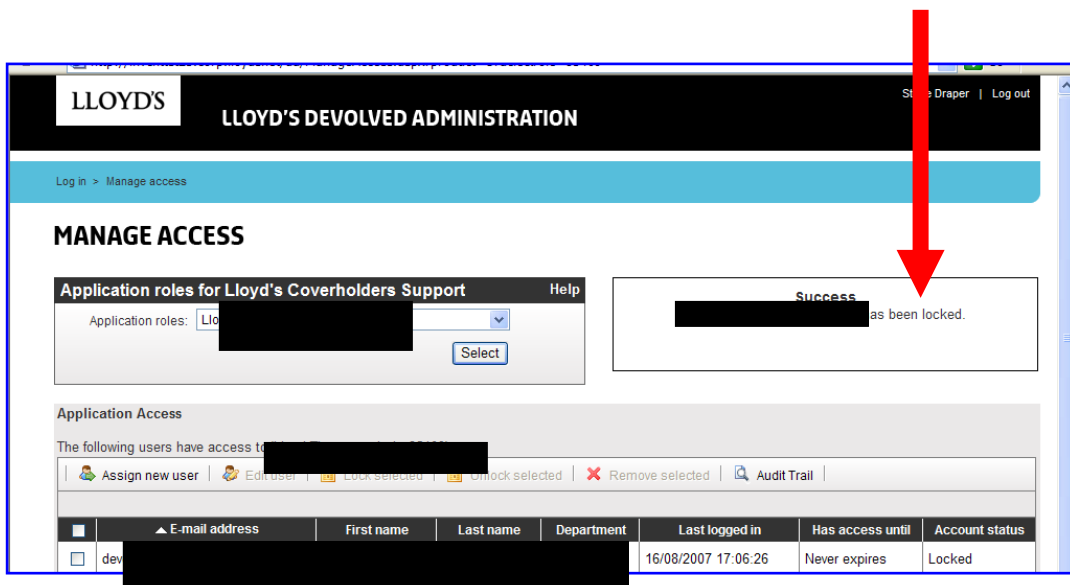 LLOYD'S
LLOYD'S DEVOLVED ADMINISTRATION
Draper | Log out
Log in > Manage access
MANAGE ACCESS
Application roles for Lloyd's Coverholders Support Help
Application roles: Llo
Select
Success
as been locked.
Application Access
The following users have access to
Assign new user | Edit user | Lock selected | Unlock selected | Remove selected | Audit Trail |
E-mail address First name Last name Department Last logged in Has access until Account status
dev 16/08/2007 17:06:26 Never expires Locked